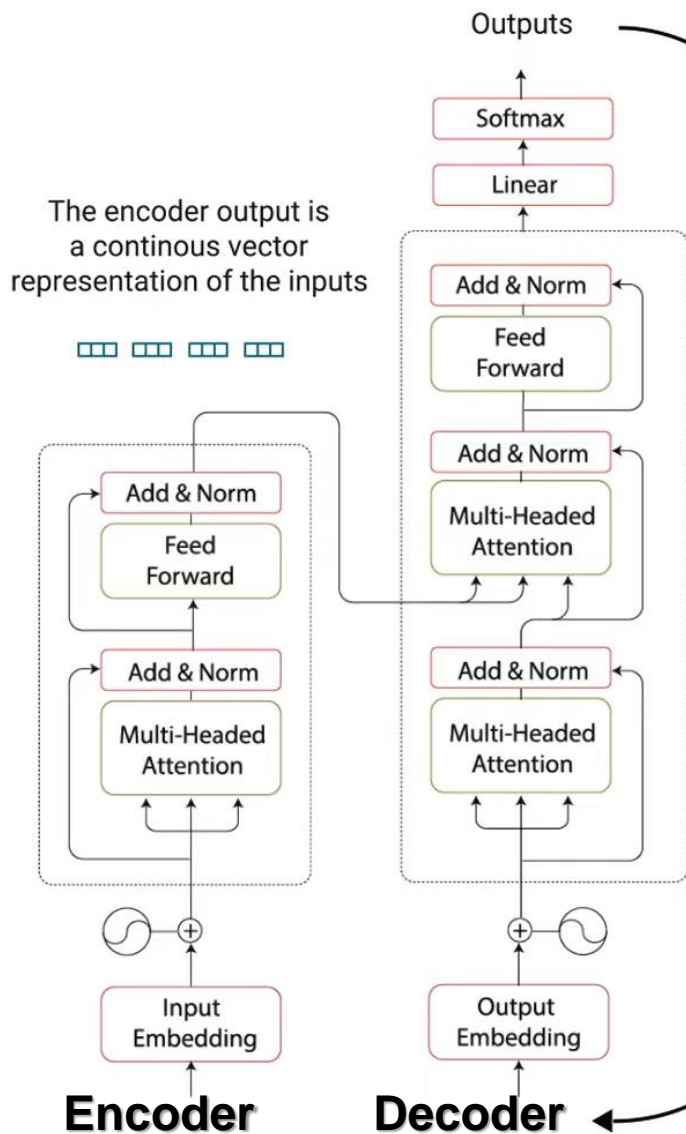 Outputs
Softmax
Linear
The encoder output is
a continous vector
representation of the inputs
Add & Norm
Feed
Forward
Add & Norm
Multi-Headed
Attention
Add & Norm
Multi-Headed
Attention
Output
Embedding
Add & Norm
Feed
Forward
Add & Norm
Multi-Headed
Attention
Input
Embedding
Encoder
Decoder